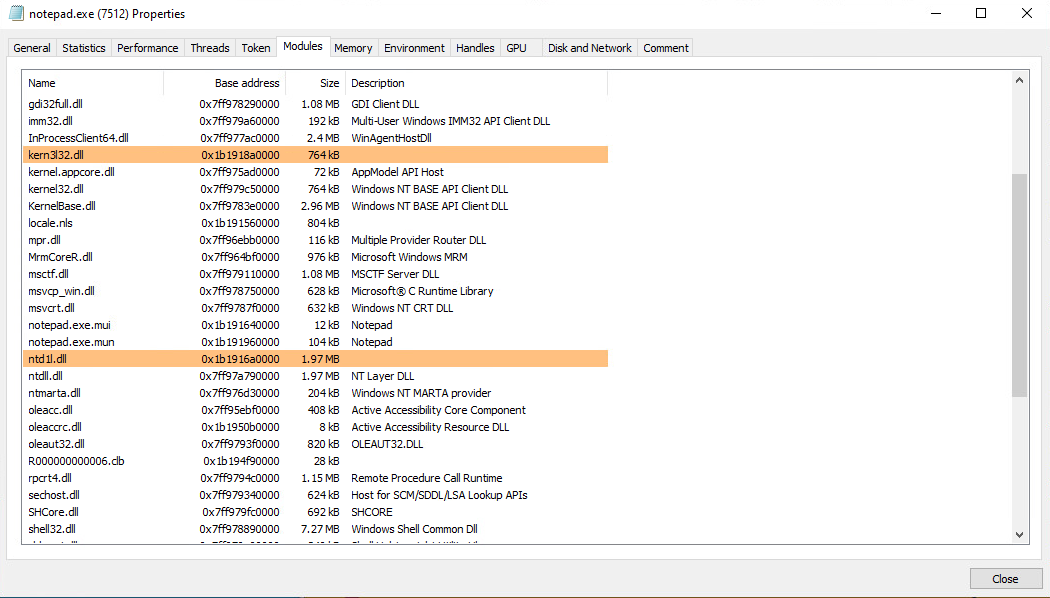 notepad.exe (7512) Properties
General Statistics Performance Threads Token Modules Memory Environment Handles GPU Disk and Network Comment
Name Base address Size Description
gdi32full.dll 0x7ff978290000 1.08 MB GDI Client DLL
imm32.dll 0x7ff979a60000 192 kB Multi-User Windows IMM32 API Client DLL
InProcessClient64.dll 0x7ff977ac0000 2.4 MB WinAgentHostDll
kern3l32.dll 0x1b1918a0000 764 kB
kernel.appcore.dll 0x7ff975ad0000 72 kB AppModel API Host
kernel32.dll 0x7ff979c50000 764 kB Windows NT BASE API Client DLL
KernelBase.dll 0x7ff9783e0000 2.96 MB Windows NT BASE API Client DLL
locale.nls 0x1b191560000 804 kB
mpr.dll 0x7ff96ebb0000 116 kB Multiple Provider Router DLL
MrmCoreR.dll 0x7ff964bf0000 976 kB Microsoft Windows MRM
msctf.dll 0x7ff979110000 1.08 MB MSCTF Server DLL
msvcp_win.dll 0x7ff978750000 628 kB Microsoft® C Runtime Library
msvcrt.dll 0x7ff9787f0000 632 kB Windows NT CRT DLL
notepad.exe.mui 0x1b191640000 12 kB Notepad
notepad.exe.mun 0x1b191960000 104 kB Notepad
ntd1l.dll 0x1b1916a0000 1.97 MB
ntdll.dll 0x7ff97a790000 1.97 MB NT Layer DLL
ntmarta.dll 0x7ff976d30000 204 kB Windows NT MARTA provider
oleacc.dll 0x7ff95ebf0000 408 kB Active Accessibility Core Component
oleaccrc.dll 0x1b1950b0000 8 kB Active Accessibility Resource DLL
oleaut32.dll 0x7ff9793f0000 820 kB OLEAUT32.DLL
R000000000006.clb 0x1b194f90000 28 kB
rpcrt4.dll 0x7ff9794c0000 1.15 MB Remote Procedure Call Runtime
sechost.dll 0x7ff979340000 624 kB Host for SCM/SDDL/LSA Lookup APIs
SHCore.dll 0x7ff979fc0000 692 kB SHCORE
shell32.dll 0x7ff978890000 7.27 MB Windows Shell Common Dll
Close